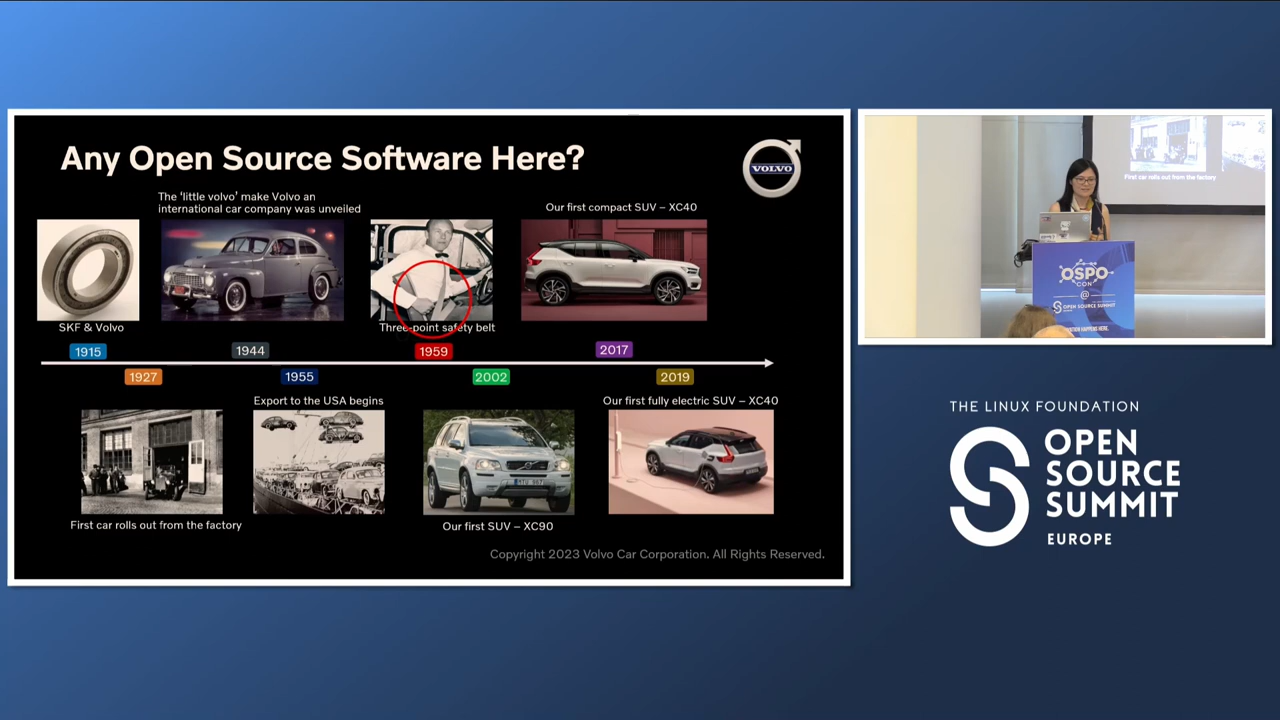 Any Open Source Software Here?
VOLVO
The 'little volvo' make Volvo an
international car company was unveiled
Our first compact SUV – XC40
SKF & Volvo
Three-point safety belt
1915
1944
1959
2017
1927
1955
2002
2019
Export to the USA begins
Our first fully electric SUV – XC40
First car rolls out from the factory
Our first SUV – XC90
Copyright 2023 Volvo Car Corporation. All Rights Reserved.
First car rolls out from the factory
OSPO
CON
@
OPEN SOURCE SUMMIT
HAPPENS HERE.
THE LINUX FOUNDATION
OPEN
SOURCE
SUMMIT
EUROPE